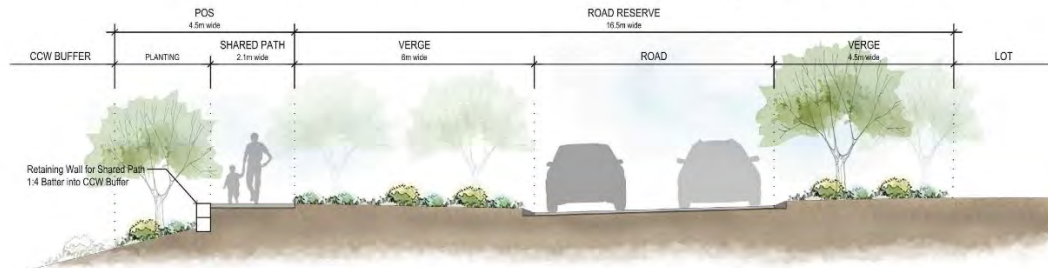 POS
4.5m wide
ROAD RESERVE
16.5m wide
CCW BUFFER
PLANTING
SHARED PATH
2.1m wide
VERGE
6m wide
ROAD
VERGE
4.5m wide
LOT
Retaining Wall for Shared Path
1:4 Batter into CCW Buffer